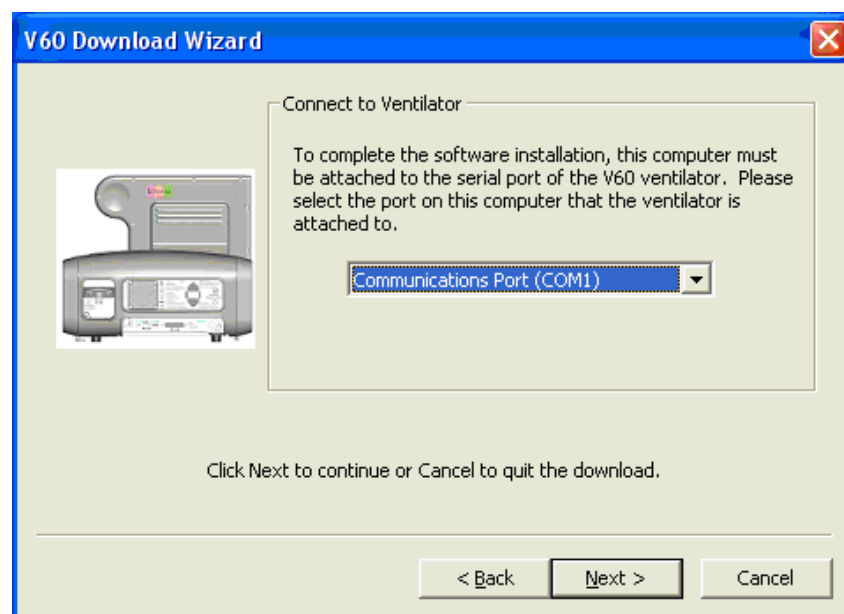 V60 Download Wizard
Connect to Ventilator
To complete the software installation, this computer must
be attached to the serial port of the V60 ventilator. Please
select the port on this computer that the ventilator is
attached to.
Communications Port (COM1)
Click Next to continue or Cancel to quit the download.
< Back
Next >
Cancel